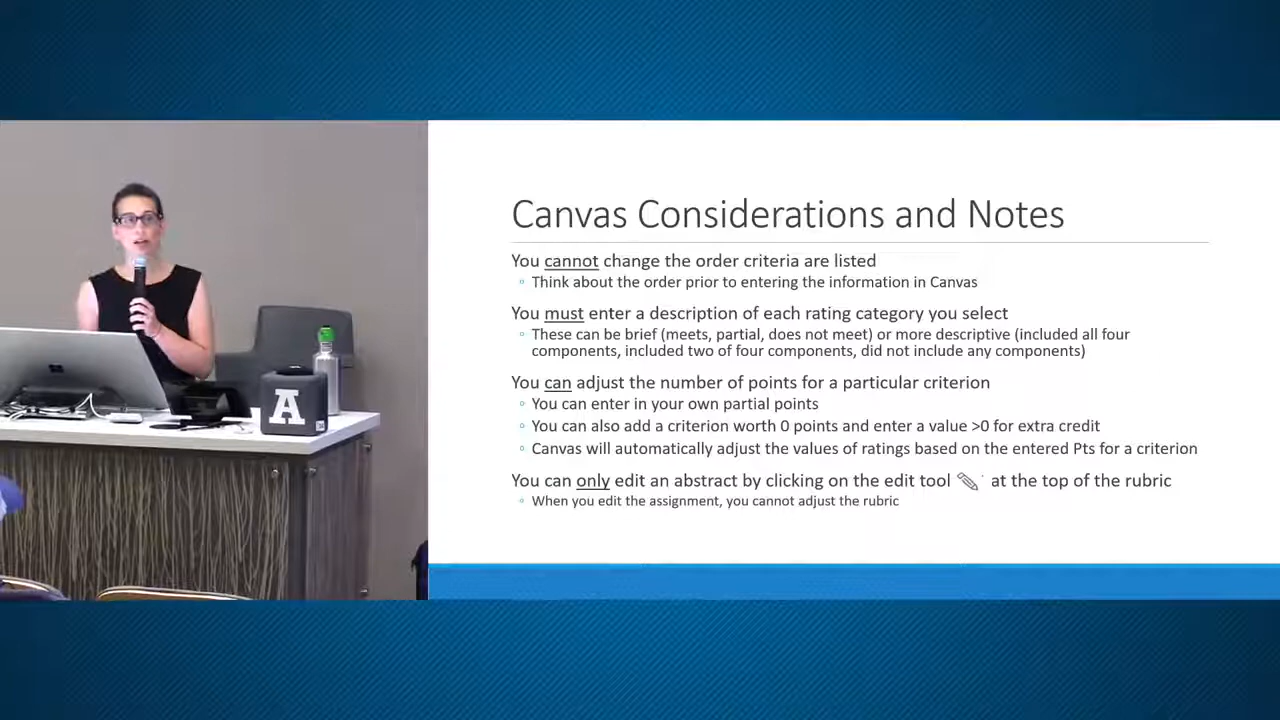 Canvas Considerations and Notes
You cannot change the order criteria are listed
Think about the order prior to entering the information in Canvas
You must enter a description of each rating category you select
These can be brief (meets, partial, does not meet) or more descriptive (included all four
components, included two of four components, did not include any components)
You can adjust the number of points for a particular criterion
You can enter in your own partial points
You can also add a criterion worth 0 points and enter a value >0 for extra credit
Canvas will automatically adjust the values of ratings based on the entered Pts for a criterion
You can only edit an abstract by clicking on the edit tool at the top of the rubric
When you edit the assignment, you cannot adjust the rubric
A